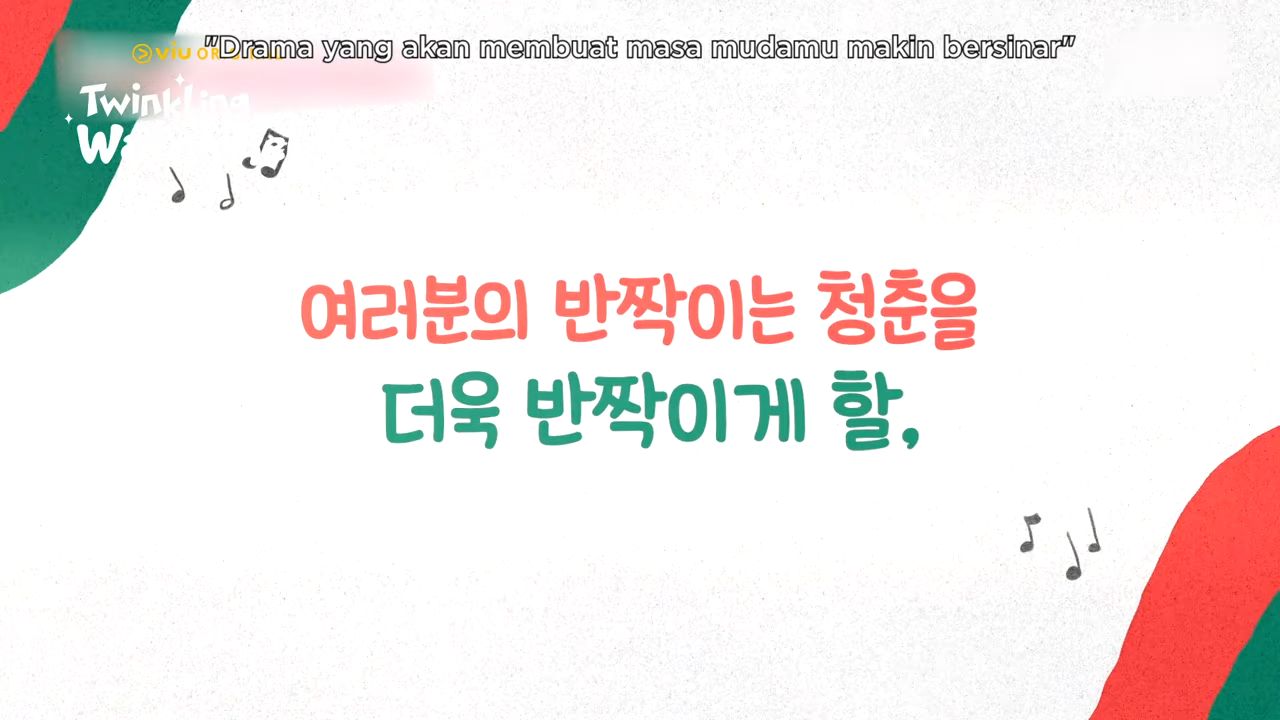 "Drama yang akan membuat masa mudamu makin bersinar"
viu
Twinkling
여러분의 반짝이는 청춘을
더욱 반짝이게 할,